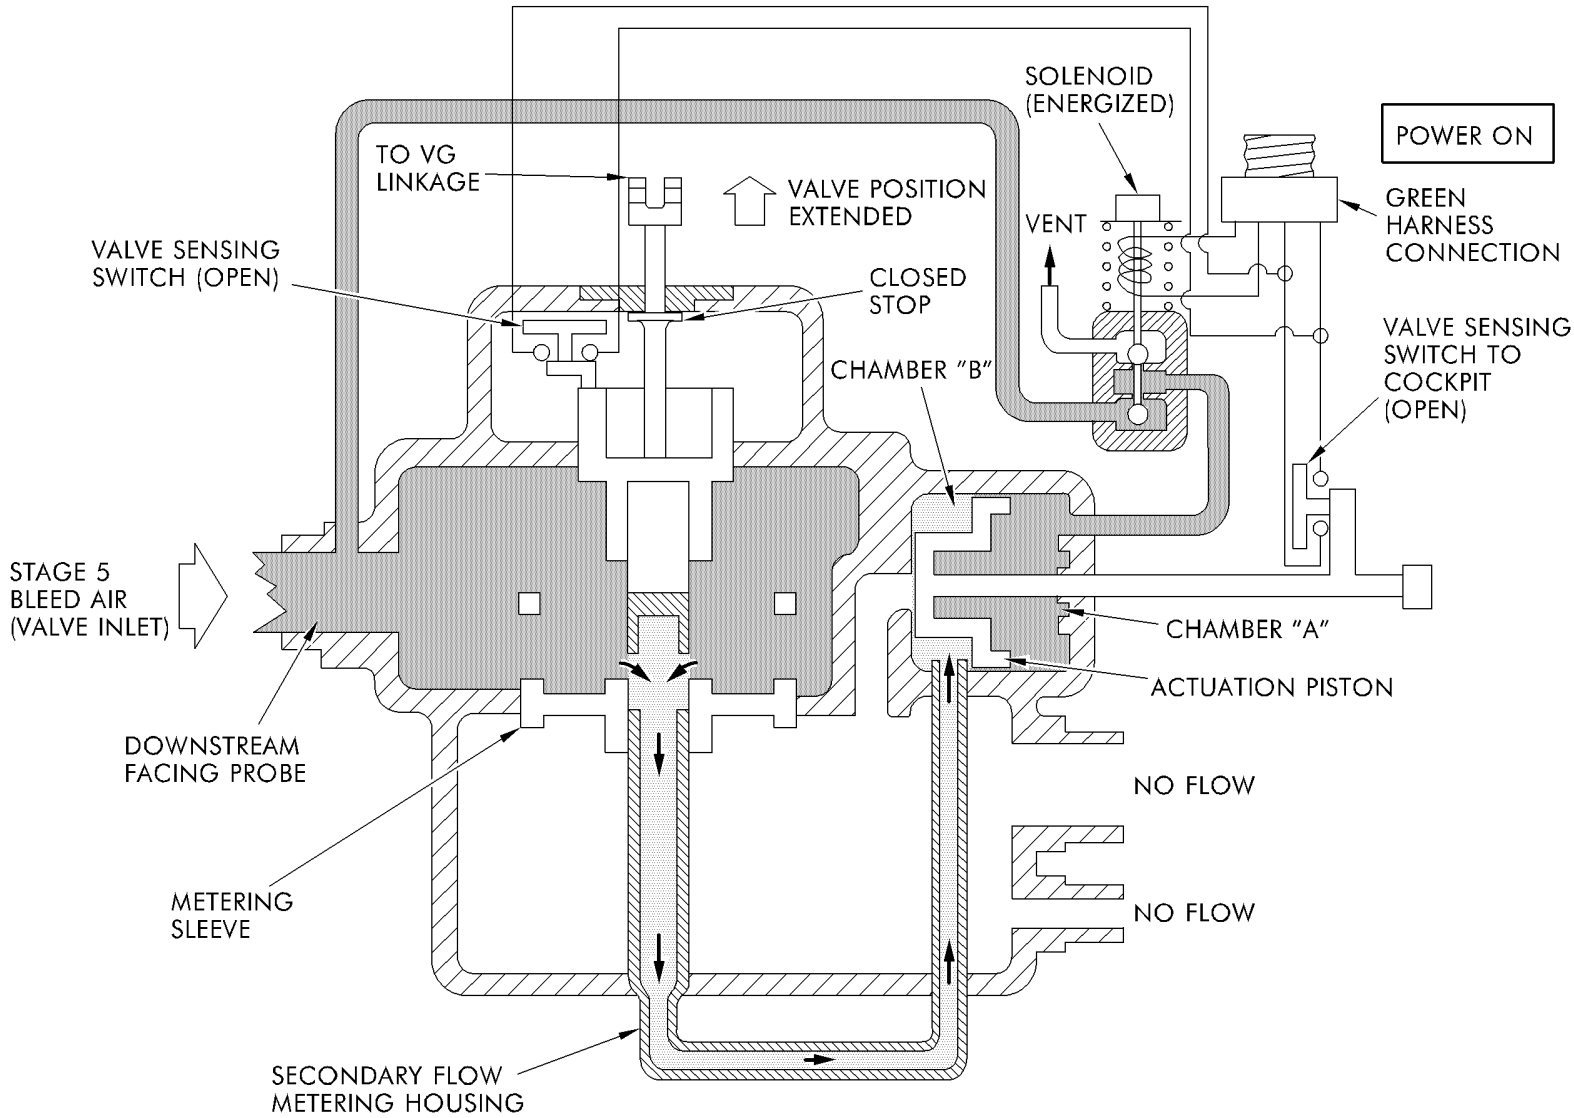 SOLENOID
(ENERGIZED)
POWER ON
TO VG
LINKAGE
VALVE POSITION
EXTENDED
GREEN
HARNESS
CONNECTION
VENT
VALVE SENSING
SWITCH (OPEN)
CLOSED
STOP
VALVE SENSING
SWITCH TO
COCKPIT
(OPEN)
CHAMBER "B"
STAGE 5
BLEED AIR
(VALVE INLET)
CHAMBER "A"
ACTUATION PISTON
DOWNSTREAM
FACING PROBE
NO FLOW
METERING
SLEEVE
NO FLOW
SECONDARY FLOW
METERING HOUSING